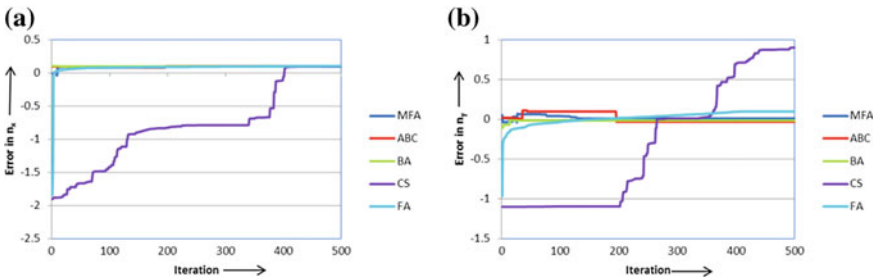 (a)
Error in nx
0.5
0
-0.5
-1
-1.5
-2
-2.5
0 100 200 300 400 500
Iteration
MFA
ABC
BA
CS
FA
(b)
Error in nY
1
0.5
0
-0.5
-1
-1.5
0 100 200 300 400 500
Iteration
MFA
ABC
BA
CS
FA